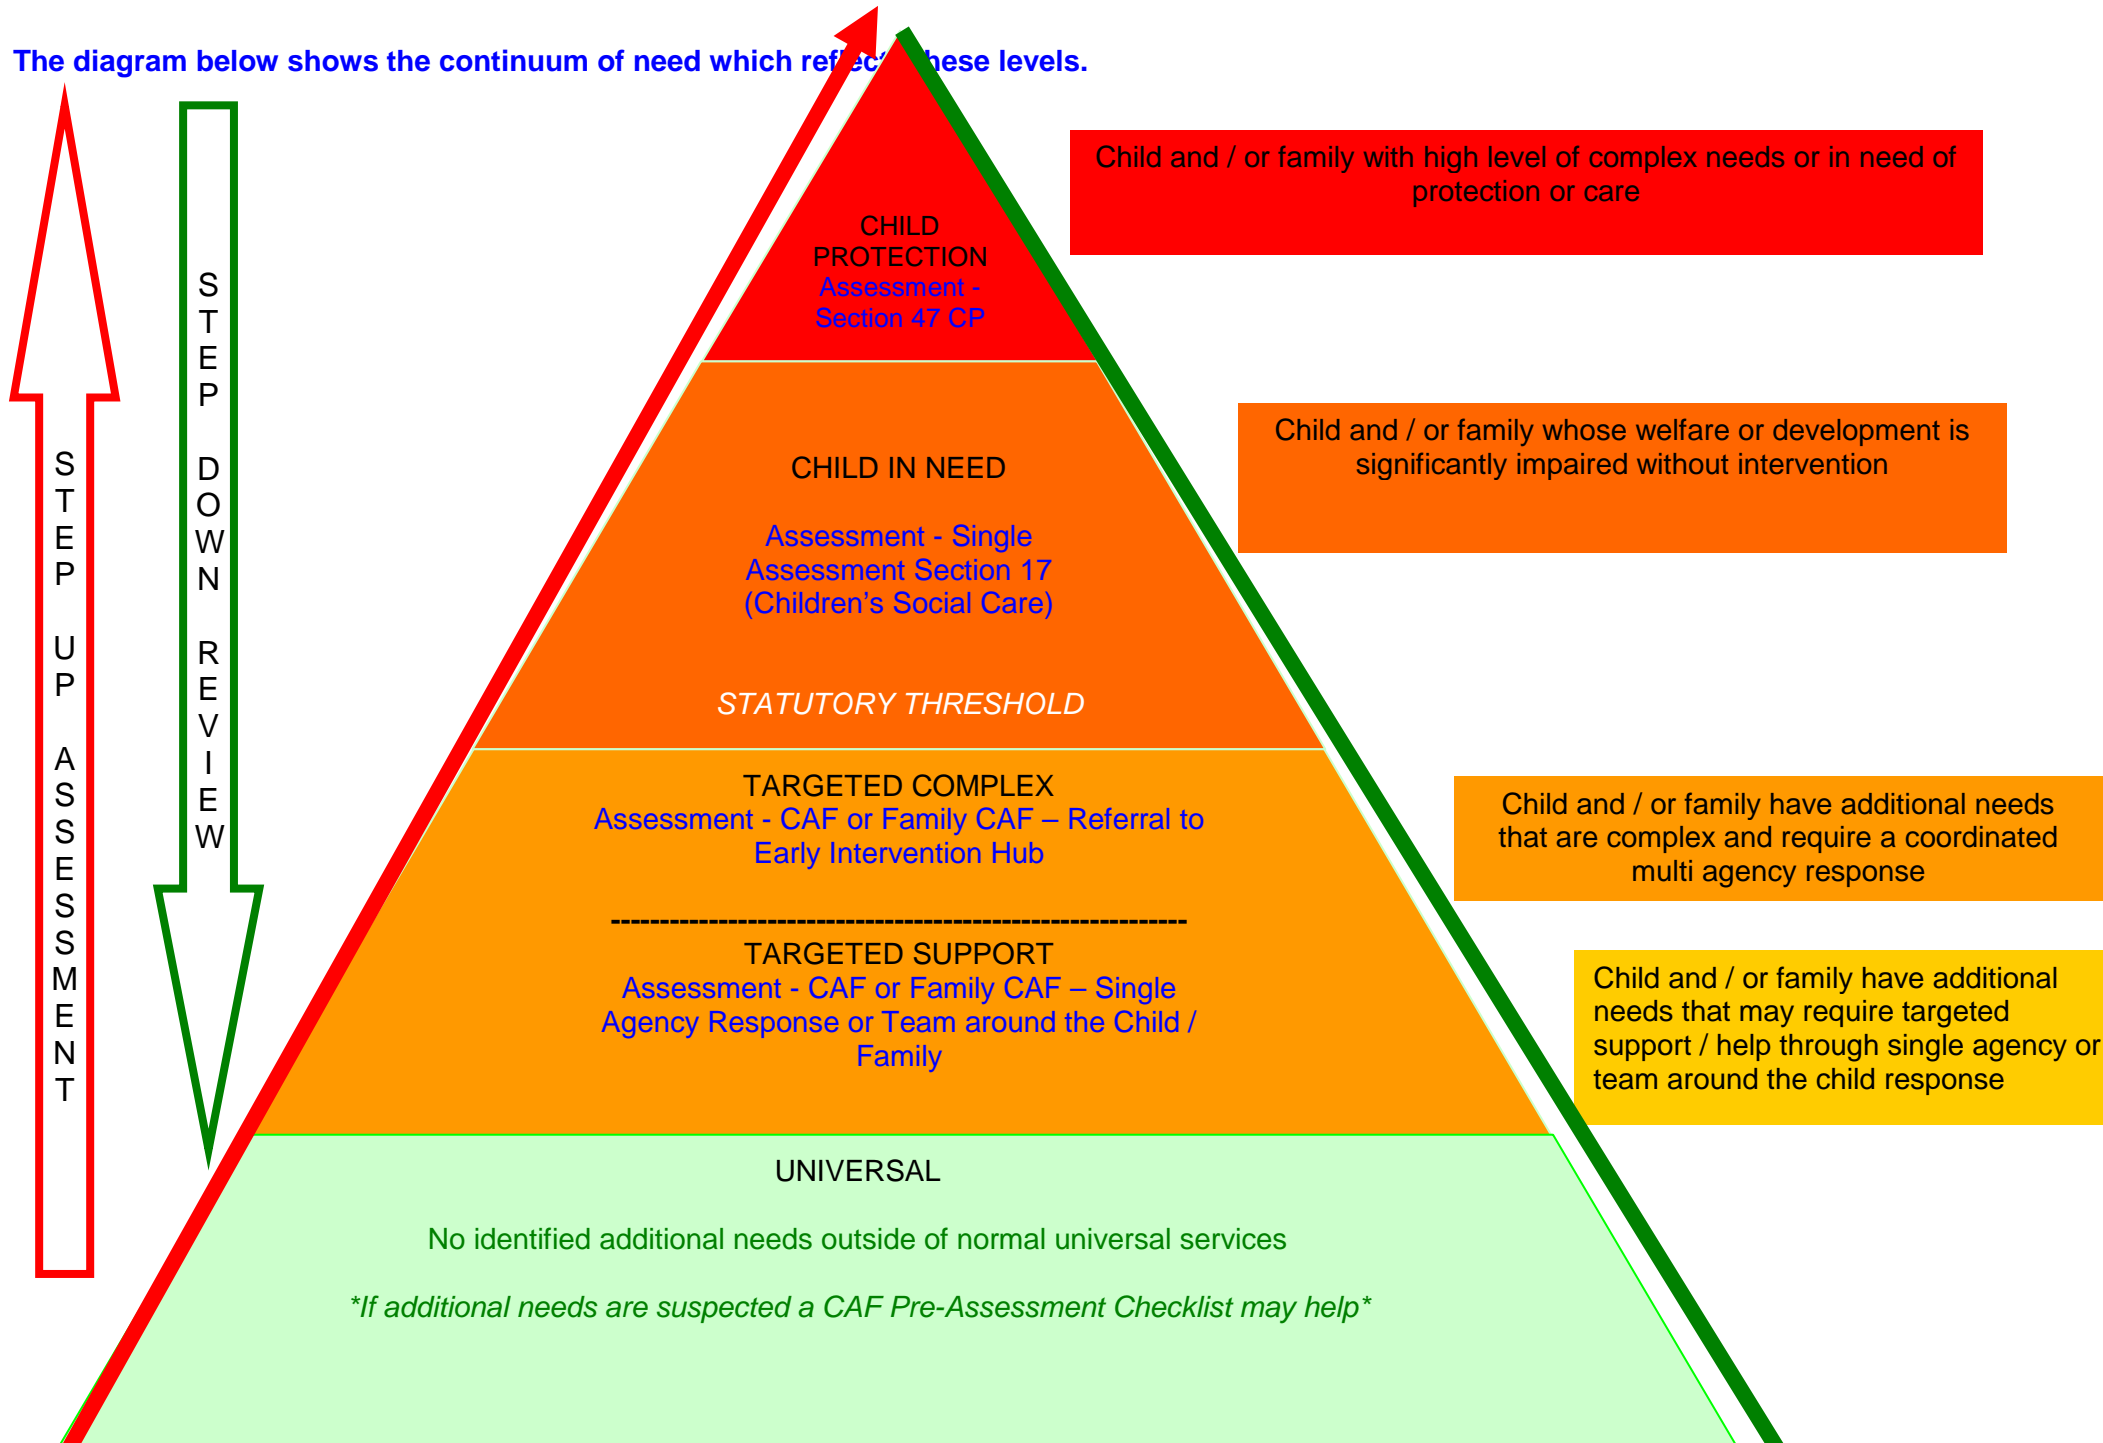 The diagram below shows the continuum of need which reflect these levels.
STEP UP ASSESSMENT
STEP DOWN REVIEW
CHILD
PROTECTION
Assessment -
Section 47 CP
Child and / or family with high level of complex needs or in need of
protection or care
CHILD IN NEED
Assessment - Single
Assessment Section 17
(Children’s Social Care)
STATUTORY THRESHOLD
Child and / or family whose welfare or development is
significantly impaired without intervention
TARGETED COMPLEX
Assessment - CAF or Family CAF – Referral to
Early Intervention Hub
-----------------------------------------------------------
Child and / or family have additional needs
that are complex and require a coordinated
multi agency response
TARGETED SUPPORT
Assessment - CAF or Family CAF – Single
Agency Response or Team around the Child /
Family
Child and / or family have additional
needs that may require targeted
support / help through single agency or
team around the child response
UNIVERSAL
No identified additional needs outside of normal universal services
*If additional needs are suspected a CAF Pre-Assessment Checklist may help*